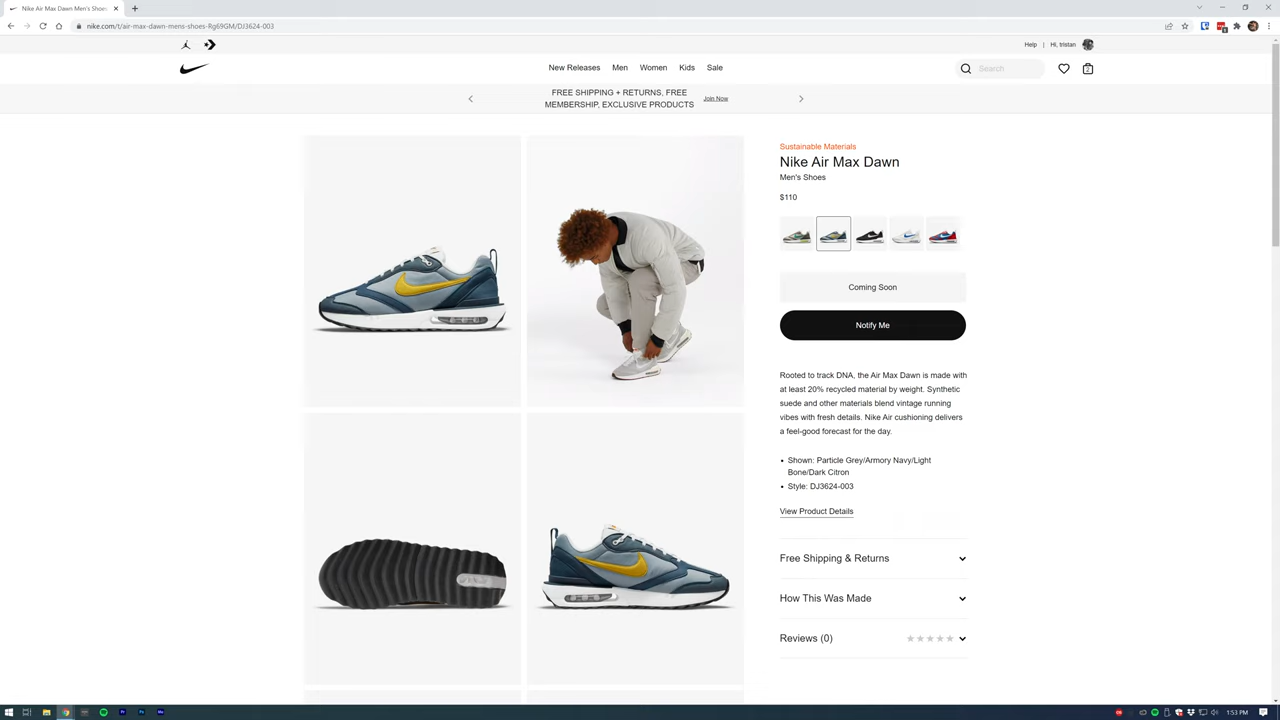 Nike Air Max Dawn Men's Shoes
nike.com/t/air-max-dawn-mens-shoes-Rg69GM/DJ3624-003
Help | Hi, tristan
New Releases Men Women Kids Sale
Search
2
FREE SHIPPING + RETURNS, FREE
MEMBERSHIP, EXCLUSIVE PRODUCTS
Join Now
Sustainable Materials
Nike Air Max Dawn
Men's Shoes
$110
Coming Soon
Notify Me
Rooted to track DNA, the Air Max Dawn is made with
at least 20% recycled material by weight. Synthetic
suede and other materials blend vintage running
vibes with fresh details. Nike Air cushioning delivers
a feel-good forecast for the day.
• Shown: Particle Grey/Armory Navy/Light
Bone/Dark Citron
• Style: DJ3624-003
View Product Details
Free Shipping & Returns
How This Was Made
Reviews (0)
1:53 PM